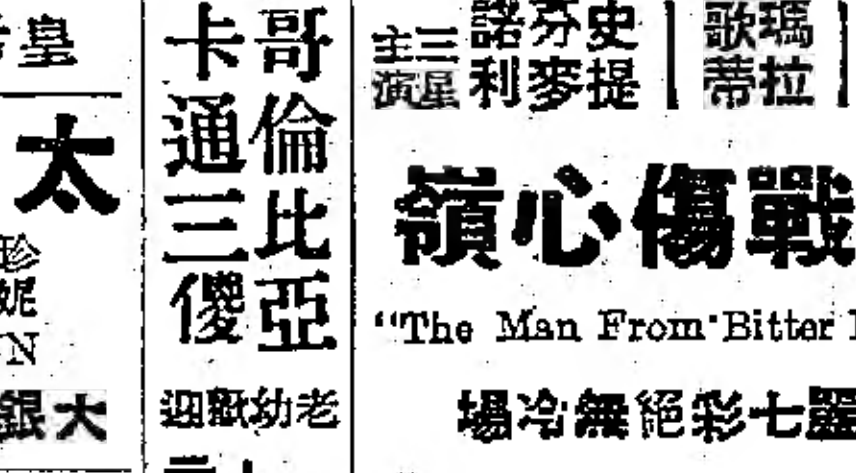 瑪拉
歌蒂
史提
芬麥
諾利
三星
主演
戰傷心嶺
"The Man From Bitter
麗七彩絕無冷場
哥倫比亞
卡通三傻
老幼歡迎
皇
太
珍妮
N
大銀